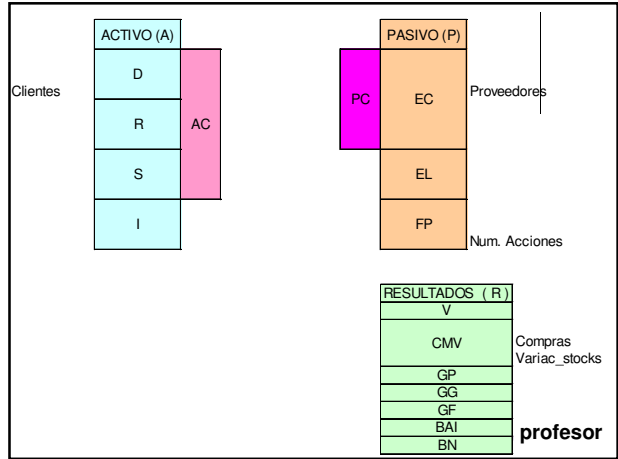 ACTIVO (A)
D
Clientes
R
AC
S
I
PASIVO (P)
PC
EC
Proveedores
EL
FP
Num. Acciones
RESULTADOS ( R )
V
CMV
Compras
Variac_stocks
GP
GG
GF
BAI
BN
profesor